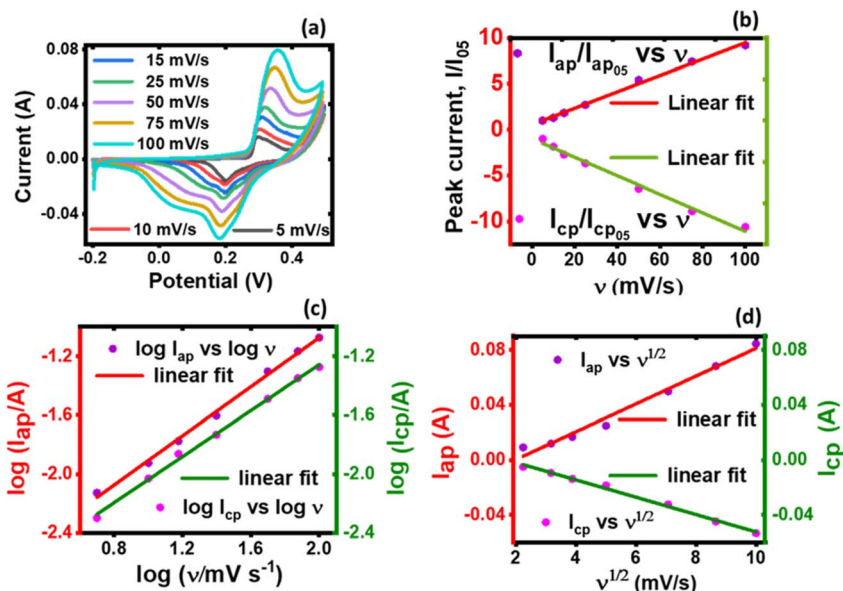 (a)
0.08
0.04
0.00
-0.04
Current (A)
15 mV/s
25 mV/s
50 mV/s
75 mV/s
100 mV/s
10 mV/s
5 mV/s
-0.2 0.0 0.2 0.4
Potential (V)
(b)
10
5
0
-5
-10
Peak current, I/I05
Iap/Iap05 vs ν
Linear fit
Linear fit
Icp/Icp05 vs ν
0 20 40 60 80 100
ν (mV/s)
(c)
-1.2
-1.6
-2.0
-2.4
log (Iap/A)
log Iap vs log ν
linear fit
linear fit
log Icp vs log ν
-1.2
-1.6
-2.0
-2.4
log (Icp/A)
0.8 1.2 1.6 2.0
log (ν/mV s-1)
(d)
0.08
0.04
0.00
-0.04
Iap (A)
Iap vs ν1/2
linear fit
linear fit
Icp vs ν1/2
0.08
0.04
0.00
-0.04
Icp (A)
2 4 6 8 10
ν1/2 (mV/s)